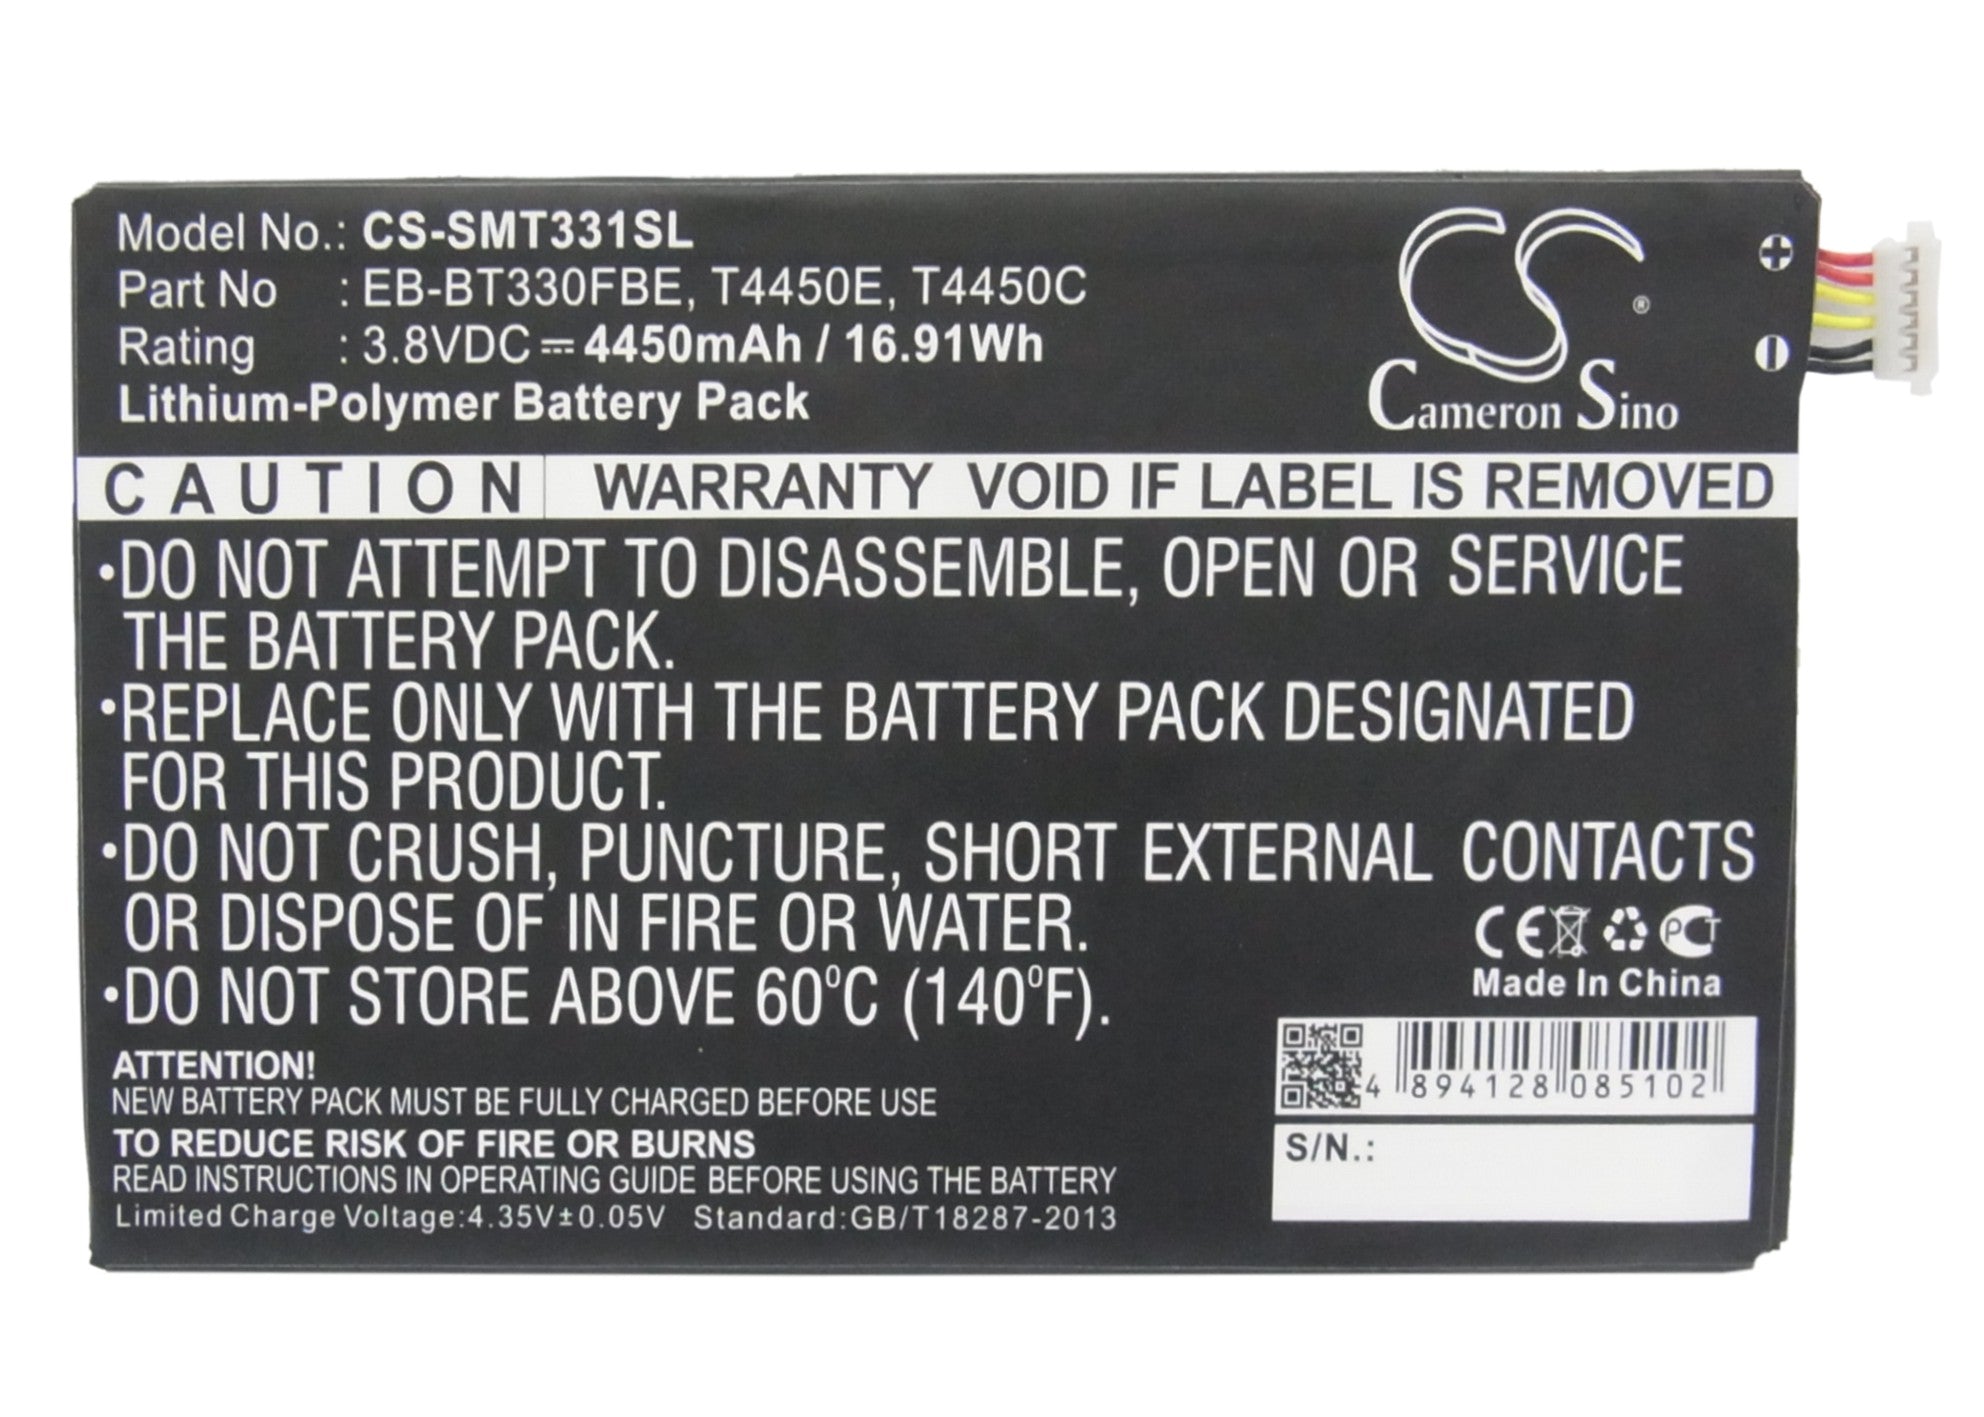 Model No.: CS-SMT331SL
Part No : EB-BT330FBE, T4450E, T4450C
Rating : 3.8VDC ⎓ 4450mAh / 16.91Wh
Lithium-Polymer Battery Pack
CS ®
Cameron Sino
+
-
CAUTION WARRANTY VOID IF LABEL IS REMOVED
•DO NOT ATTEMPT TO DISASSEMBLE, OPEN OR SERVICE
THE BATTERY PACK.
•REPLACE ONLY WITH THE BATTERY PACK DESIGNATED
FOR THIS PRODUCT.
•DO NOT CRUSH, PUNCTURE, SHORT EXTERNAL CONTACTS
OR DISPOSE OF IN FIRE OR WATER.
•DO NOT STORE ABOVE 60°C (140°F).
CE PCT
Made In China
ATTENTION!
NEW BATTERY PACK MUST BE FULLY CHARGED BEFORE USE
TO REDUCE RISK OF FIRE OR BURNS
READ INSTRUCTIONS IN OPERATING GUIDE BEFORE USING THE BATTERY
Limited Charge Voltage:4.35V±0.05V Standard:GB/T18287-2013
4 894128 085102
S/N.: